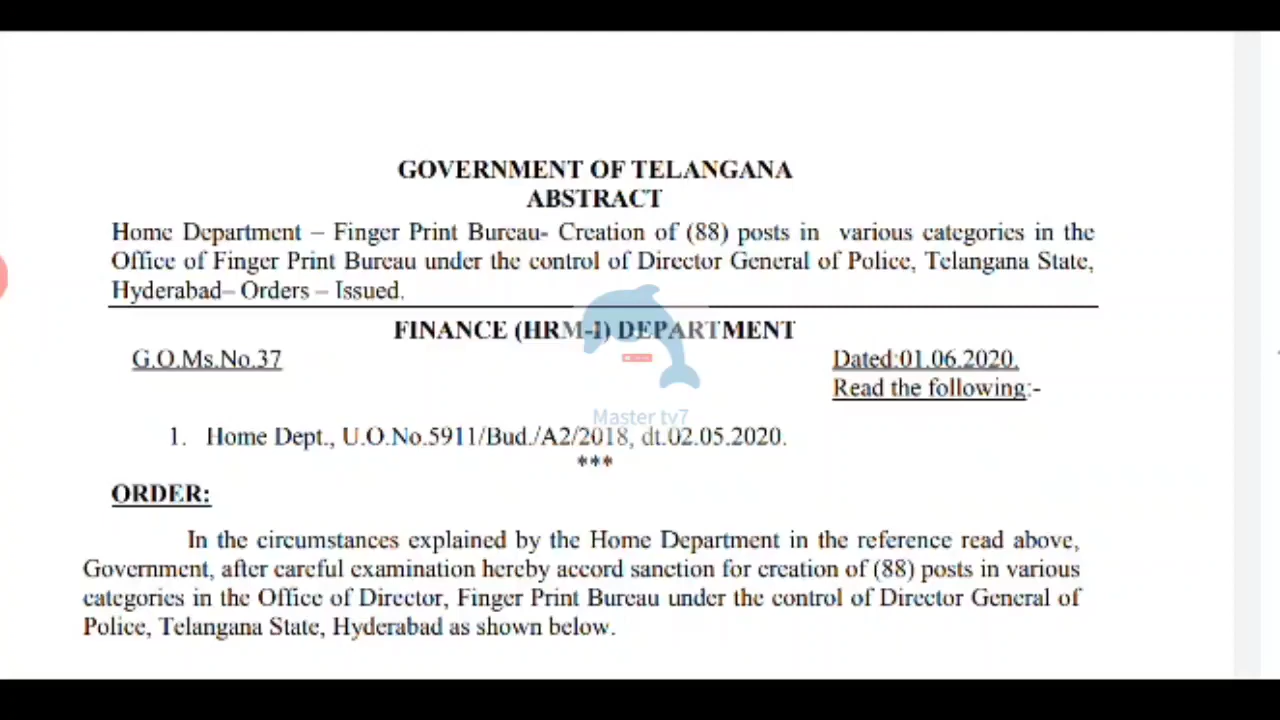 GOVERNMENT OF TELANGANA
ABSTRACT
Home Department – Finger Print Bureau- Creation of (88) posts in various categories in the
Office of Finger Print Bureau under the control of Director General of Police, Telangana State,
Hyderabad– Orders – Issued.
FINANCE (HRM-I) DEPARTMENT
G.O.Ms.No.37
Dated:01.06.2020.
Read the following:-
Master tv7
1. Home Dept., U.O.No.5911/Bud./A2/2018, dt.02.05.2020.
***
ORDER:
In the circumstances explained by the Home Department in the reference read above,
Government, after careful examination hereby accord sanction for creation of (88) posts in various
categories in the Office of Director, Finger Print Bureau under the control of Director General of
Police, Telangana State, Hyderabad as shown below.